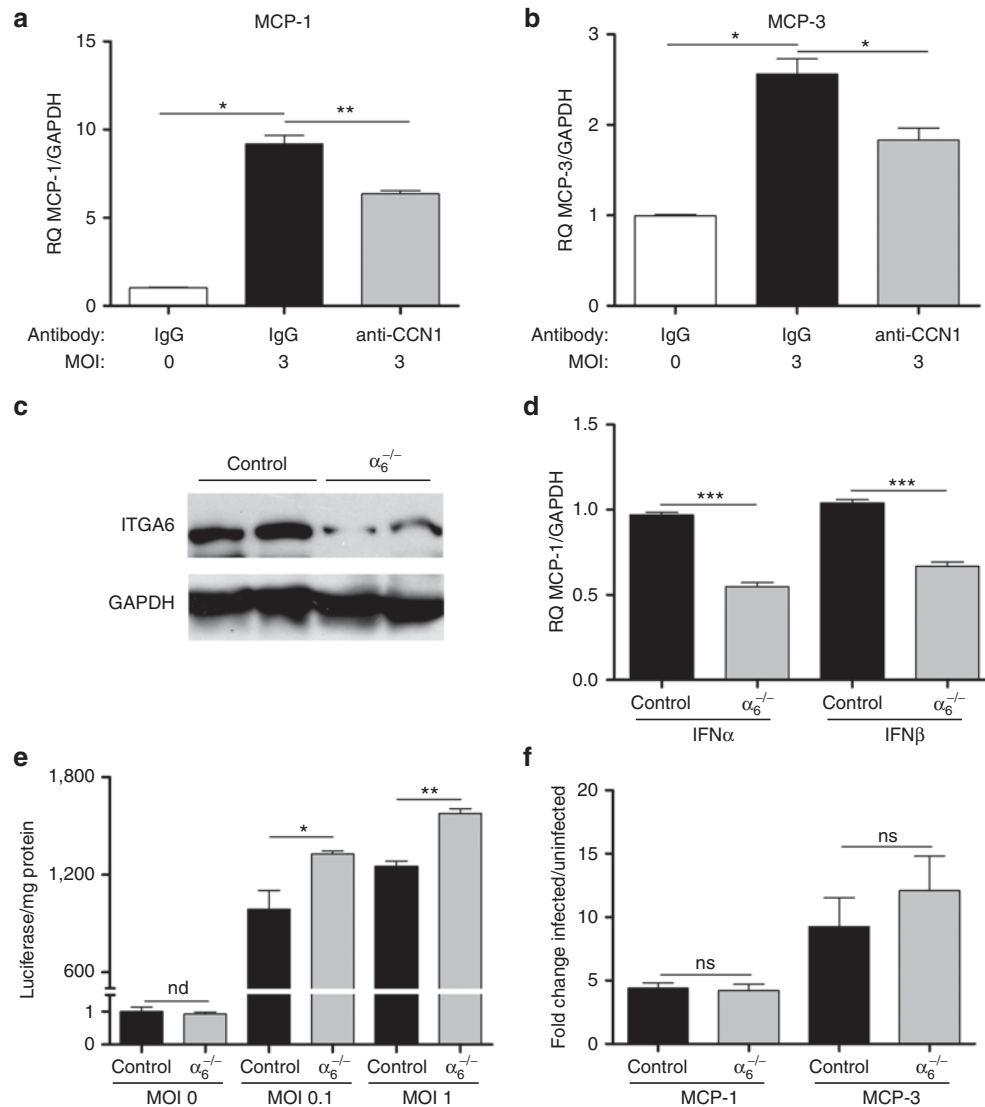 a
MCP-1
RQ MCP-1/GAPDH
15
10
5
0
*
**
Antibody: IgG IgG anti-CCN1
MOI: 0 3 3
b
MCP-3
RQ MCP-3/GAPDH
3
2
1
0
*
*
Antibody: IgG IgG anti-CCN1
MOI: 0 3 3
c
Control α6−/−
ITGA6
GAPDH
d
RQ MCP-1/GAPDH
1.5
1.0
0.5
0.0
***
***
Control α6−/− Control α6−/−
IFNα IFNβ
e
Luciferase/mg protein
1,800
1,200
600
1
0
nd
*
**
Control α6−/− Control α6−/− Control α6−/−
MOI 0 MOI 0.1 MOI 1
f
Fold change infected/uninfected
20
15
10
5
0
ns
ns
Control α6−/− Control α6−/−
MCP-1 MCP-3